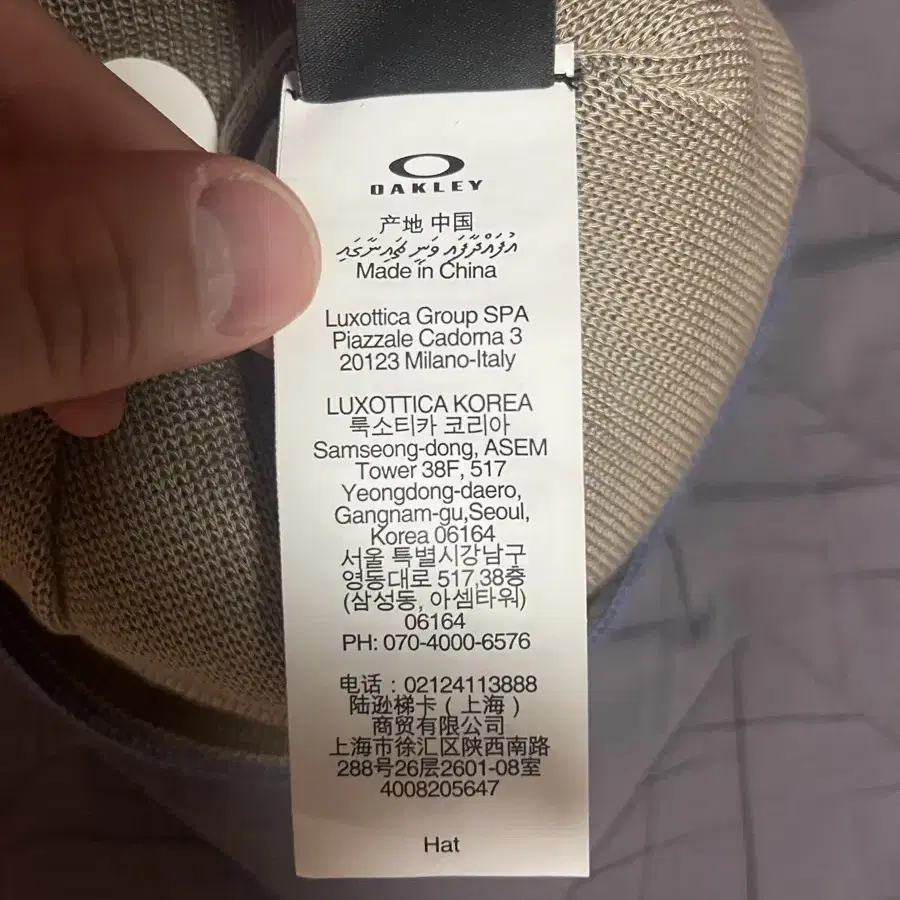 OAKLEY
产地 中国
އުފައްދާފައި ވަނީ ޗައިނާގައި
Made in China
Luxottica Group SPA
Piazzale Cadorna 3
20123 Milano-Italy
LUXOTTICA KOREA
룩소티카 코리아
Samseong-dong, ASEM
Tower 38F, 517
Yeongdong-daero,
Gangnam-gu,Seoul,
Korea 06164
서울 특별시강남구
영동대로 517,38층
(삼성동, 아셈타워)
06164
PH: 070-4000-6576
电话：02124113888
陆逊梯卡（上海）
商贸有限公司
上海市徐汇区陕西南路
288号26层2601-08室
4008205647
Hat